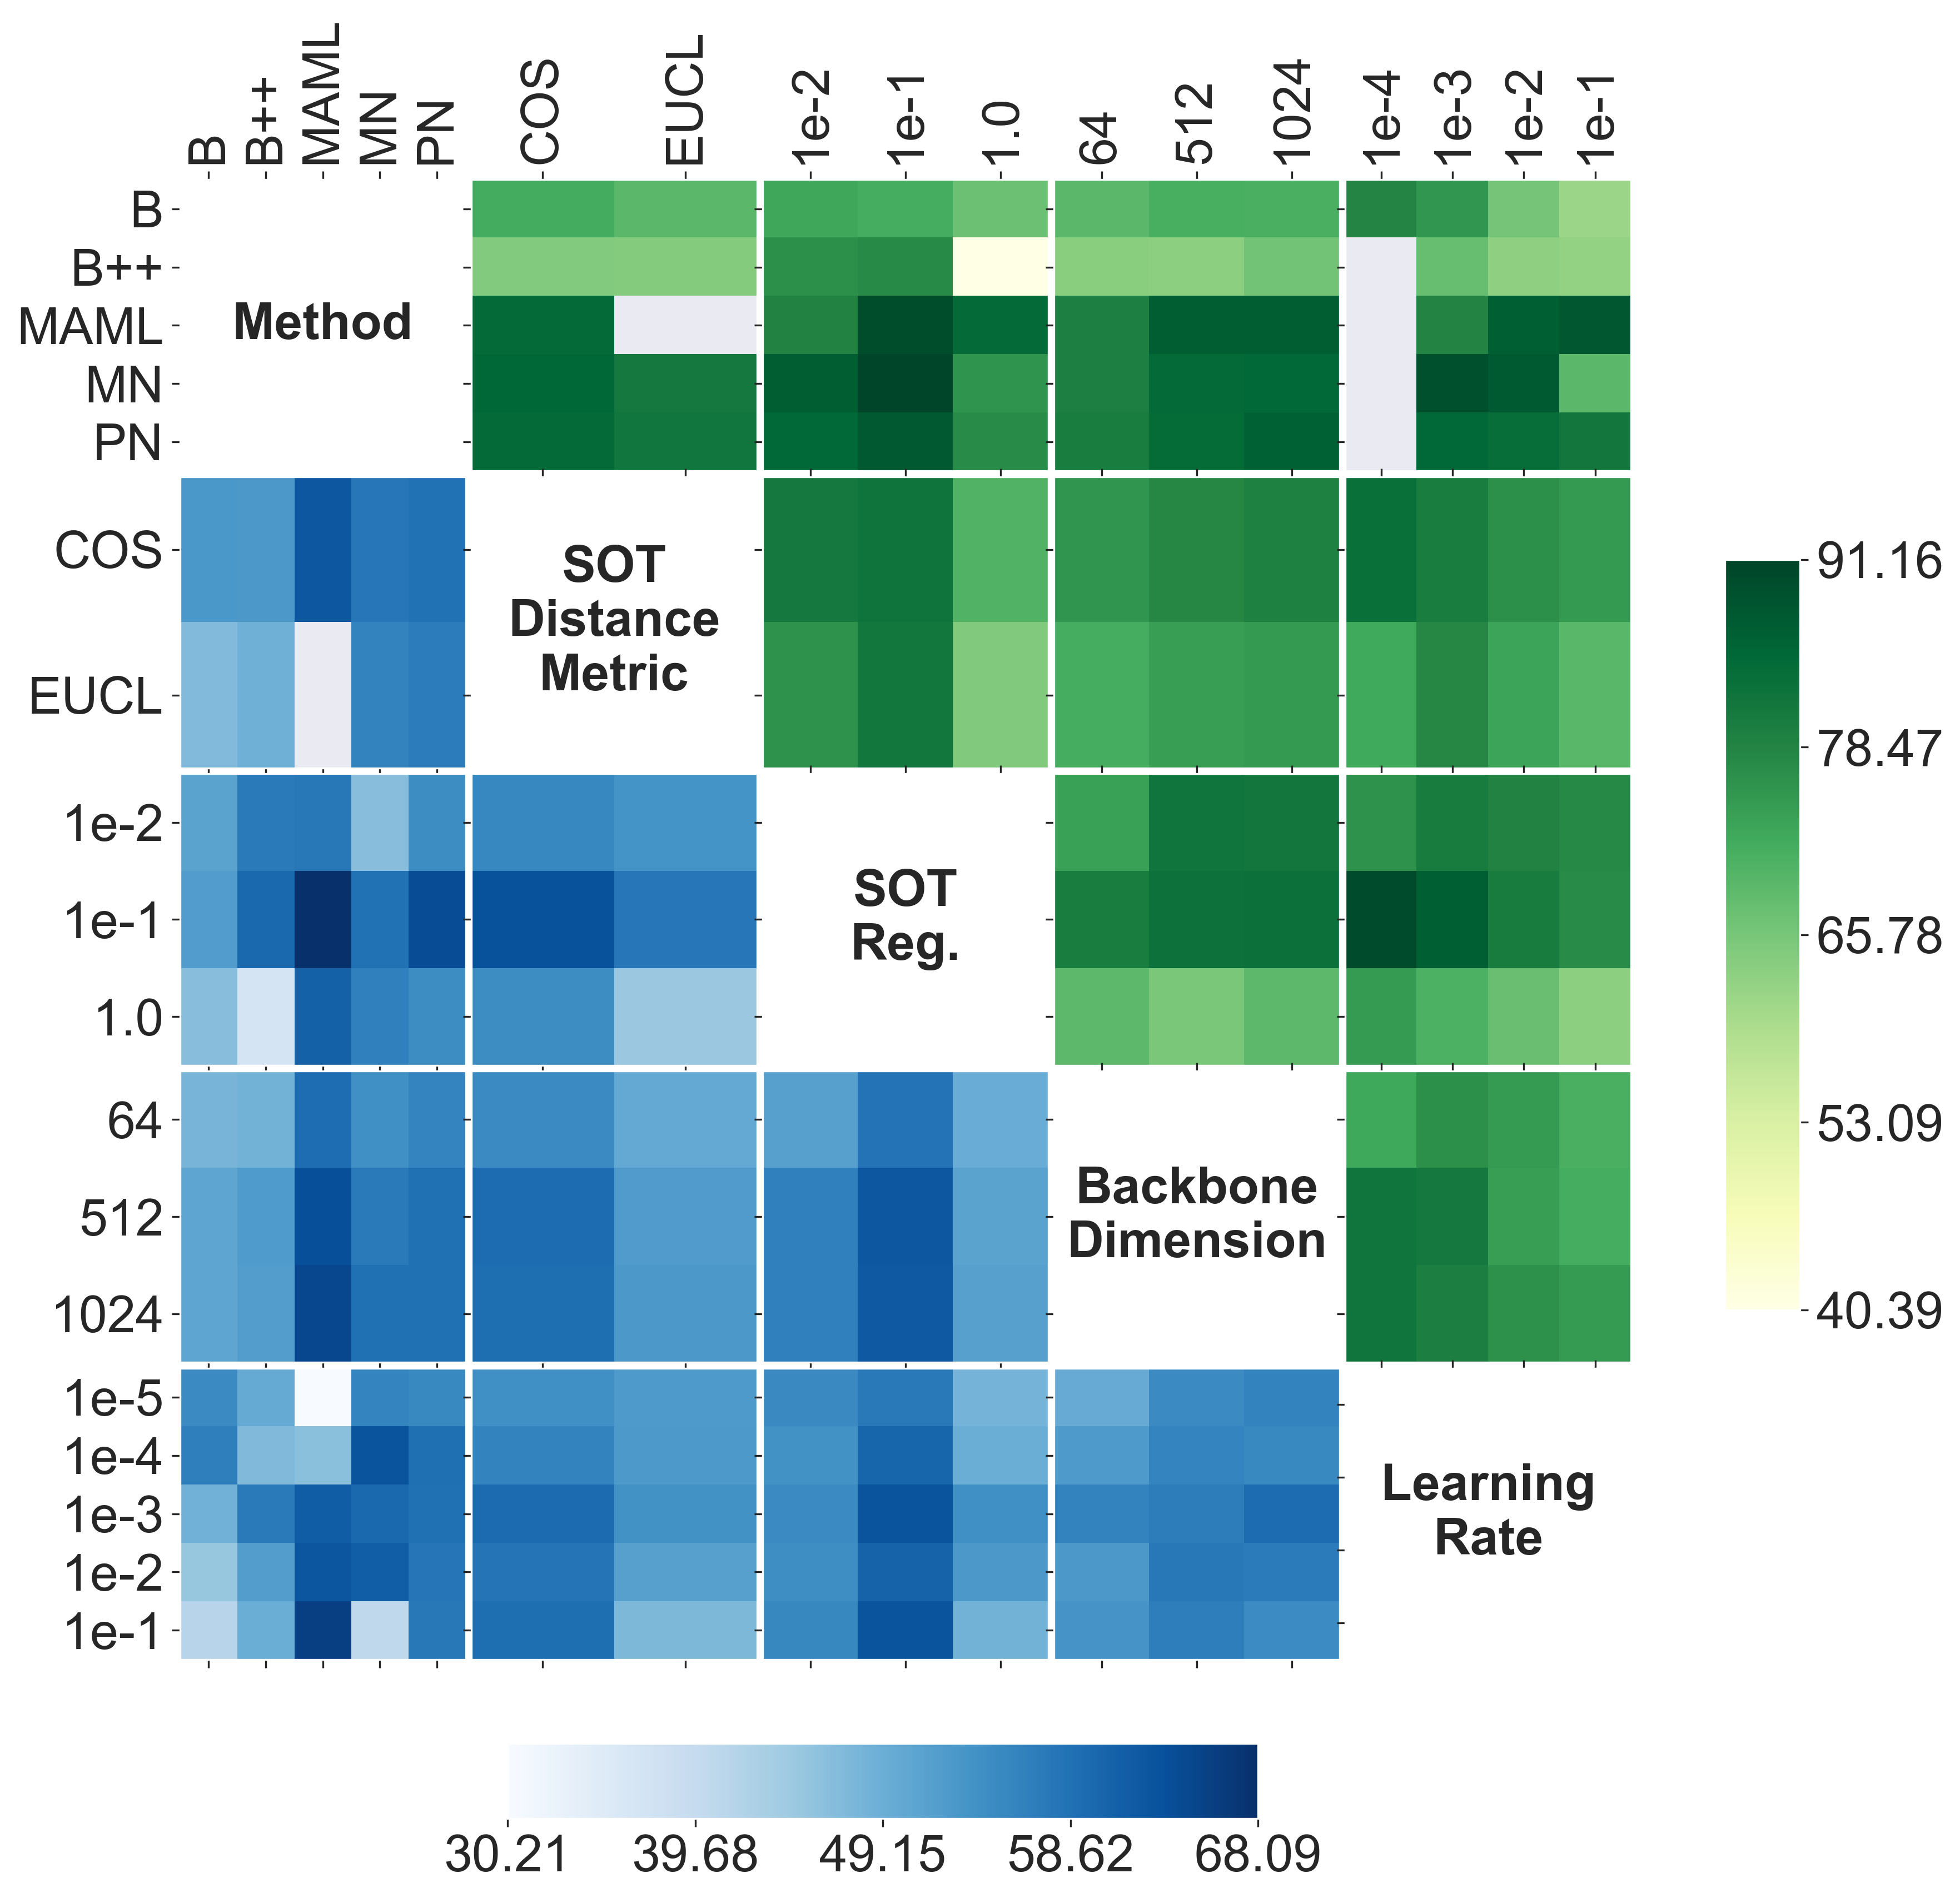 B B++ MAML MN PN COS EUCL 1e-2 1e-1 1.0 64 512 1024 1e-4 1e-3 1e-2 1e-1
B
B++
MAML
MN
PN
Method
COS
EUCL
SOT
Distance
Metric
1e-2
1e-1
1.0
SOT
Reg.
64
512
1024
Backbone
Dimension
1e-5
1e-4
1e-3
1e-2
1e-1
Learning
Rate
91.16
78.47
65.78
53.09
40.39
30.21 39.68 49.15 58.62 68.09